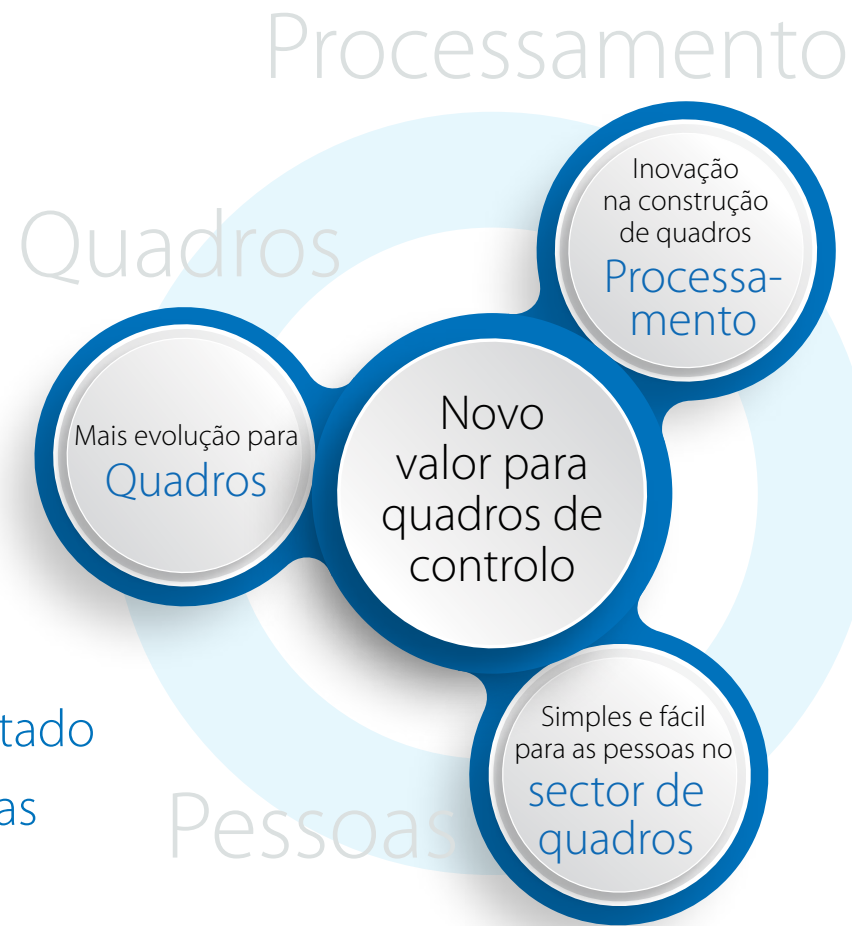 Processamento
Inovação
na construção
de quadros
Processa-
mento
Quadros
Mais evolução para
Quadros
Novo
valor para
quadros de
controlo
Simples e fácil
para as pessoas no
sector de
quadros
tado
as
Pessoas